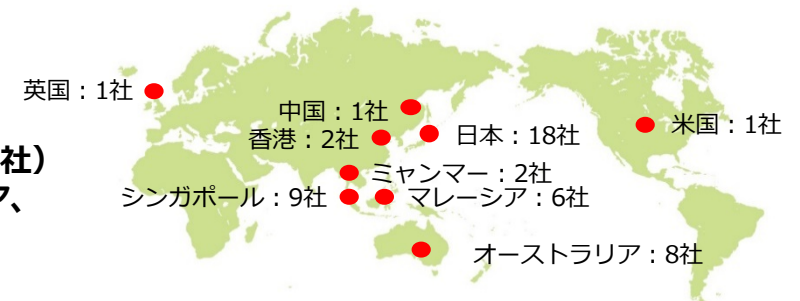 英国：1社
中国：1社
香港：2社
日本：18社
米国：1社
社）
ミャンマー：2社
ア、
シンガポール：9社
マレーシア：6社
オーストラリア：8社